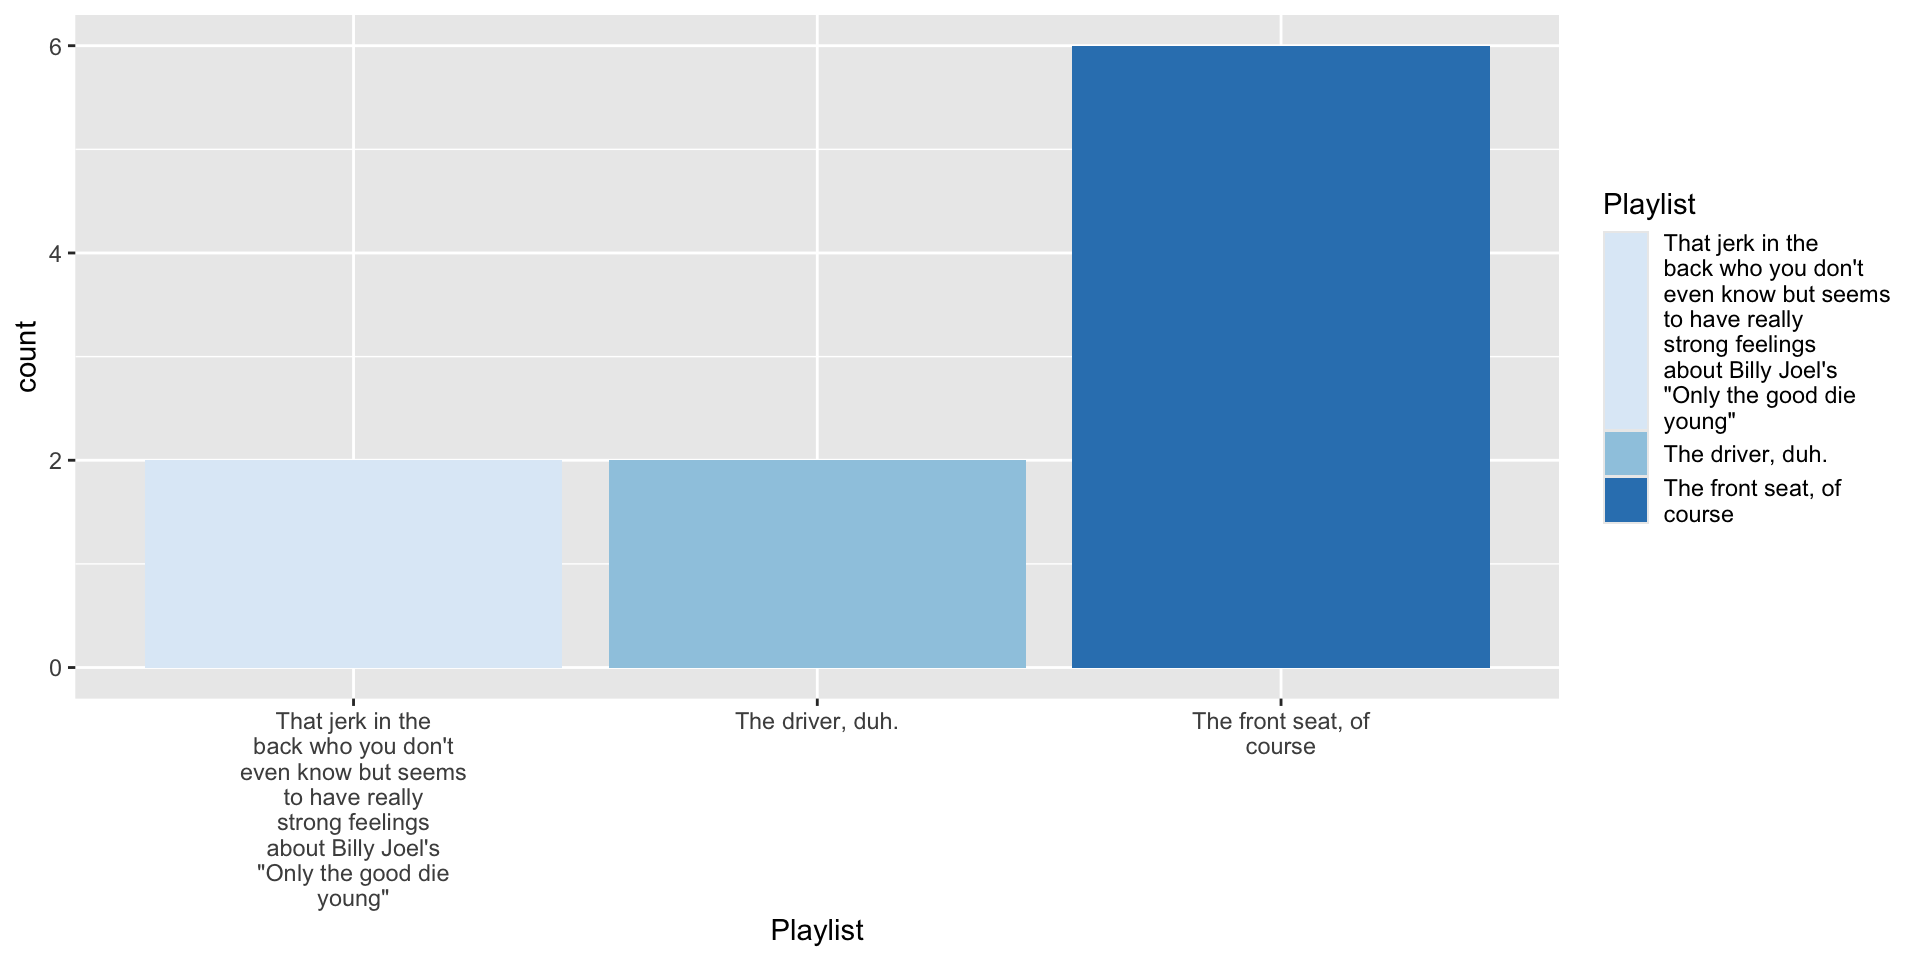 6
4
2
0
count
That jerk in the
back who you don't
even know but seems
to have really
strong feelings
about Billy Joel's
"Only the good die
young"
The driver, duh.
The front seat, of
course
Playlist
Playlist
That jerk in the
back who you don't
even know but seems
to have really
strong feelings
about Billy Joel's
"Only the good die
young"
The driver, duh.
The front seat, of
course